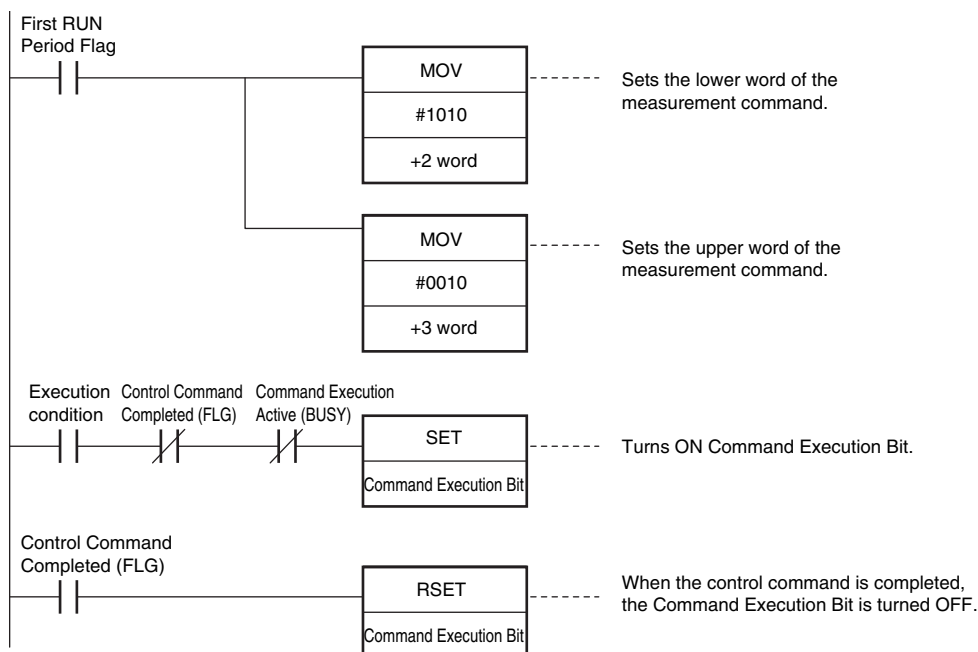 First RUN
Period Flag
MOV
#1010
+2 word
Sets the lower word of the
measurement command.
MOV
#0010
+3 word
Sets the upper word of the
measurement command.
Execution
condition
Control Command
Completed (FLG)
Command Execution
Active (BUSY)
SET
Command Execution Bit
Turns ON Command Execution Bit.
Control Command
Completed (FLG)
RSET
Command Execution Bit
When the control command is completed,
the Command Execution Bit is turned OFF.